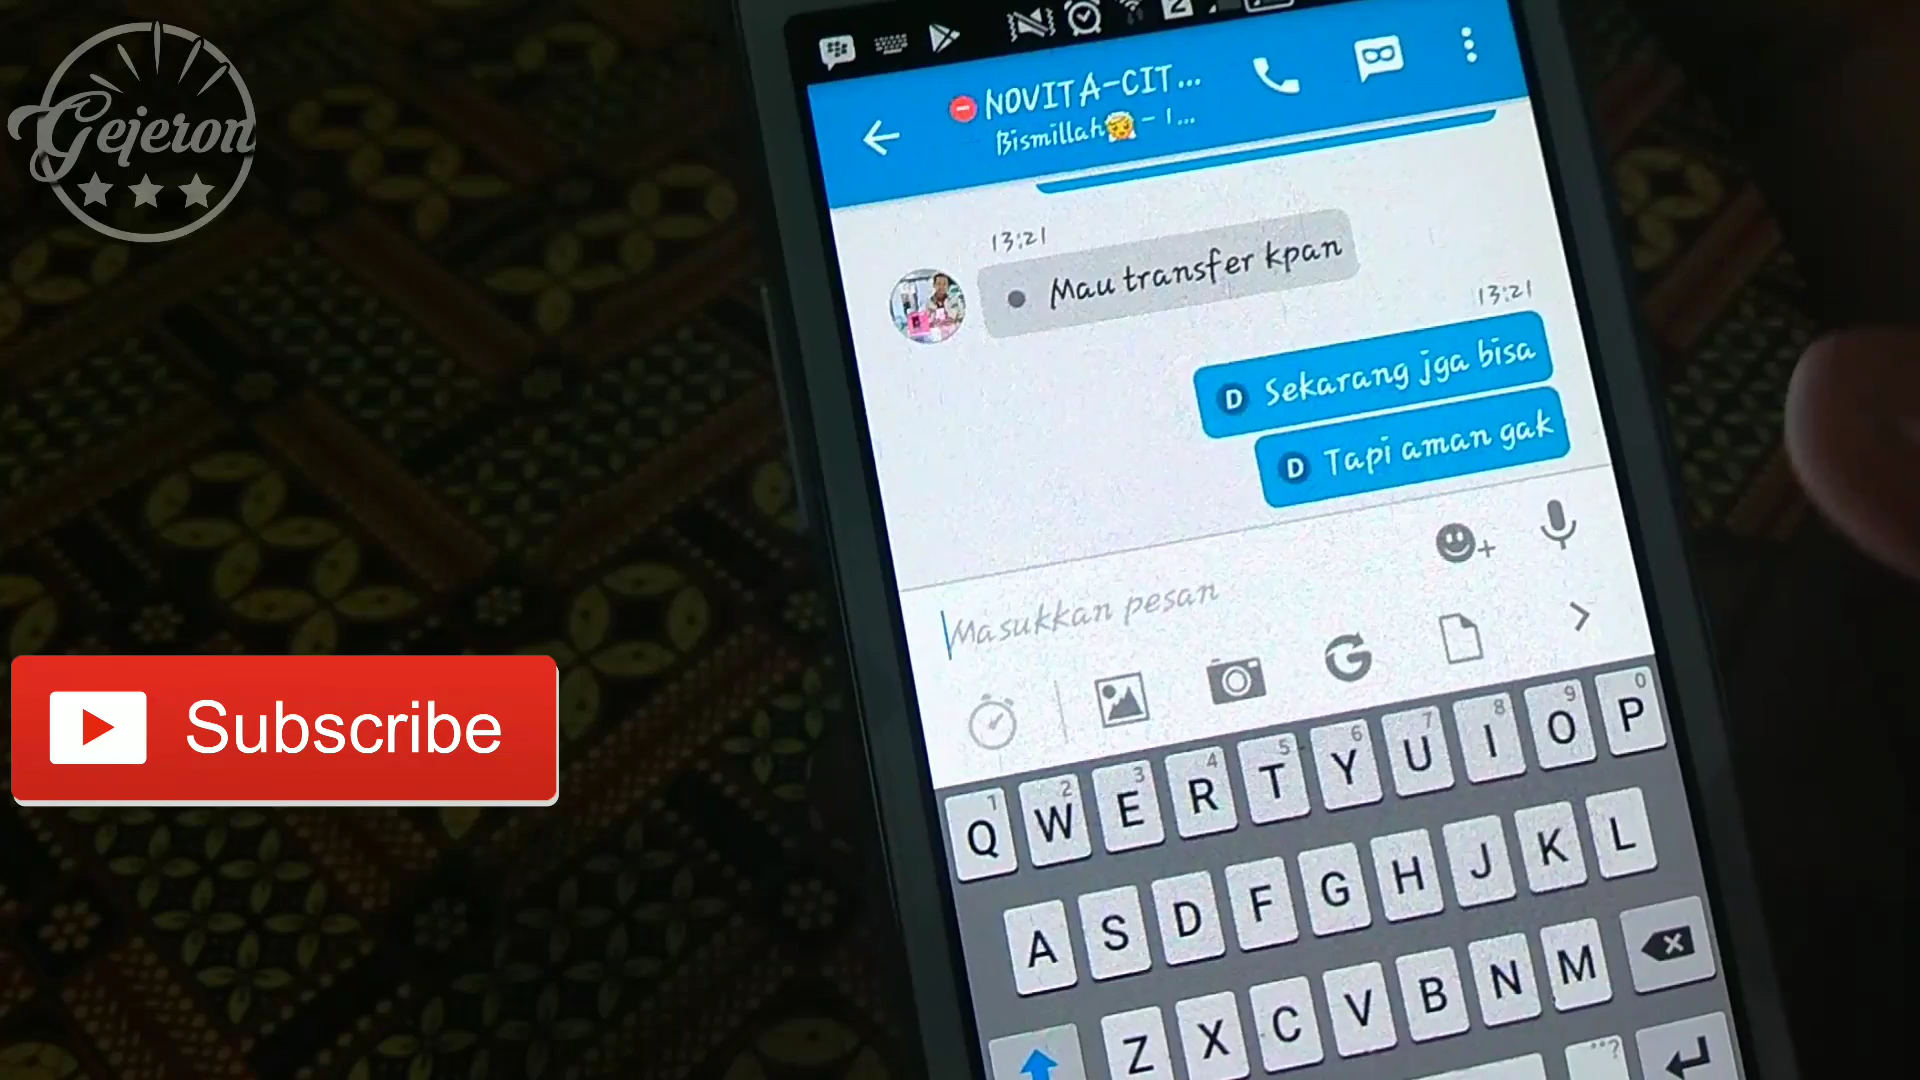 Gejeron
NOVITA-CIT...
Bismillah👰 - I...
13:21
Mau transfer kpan
13:21
D Sekarang jga bisa
D Tapi aman gak
Masukkan pesan
Subscribe
1 2 3 4 5 6 7 8 9 0
Q W E R T Y U I O P
A S D F G H J K L
Z X C V B N M